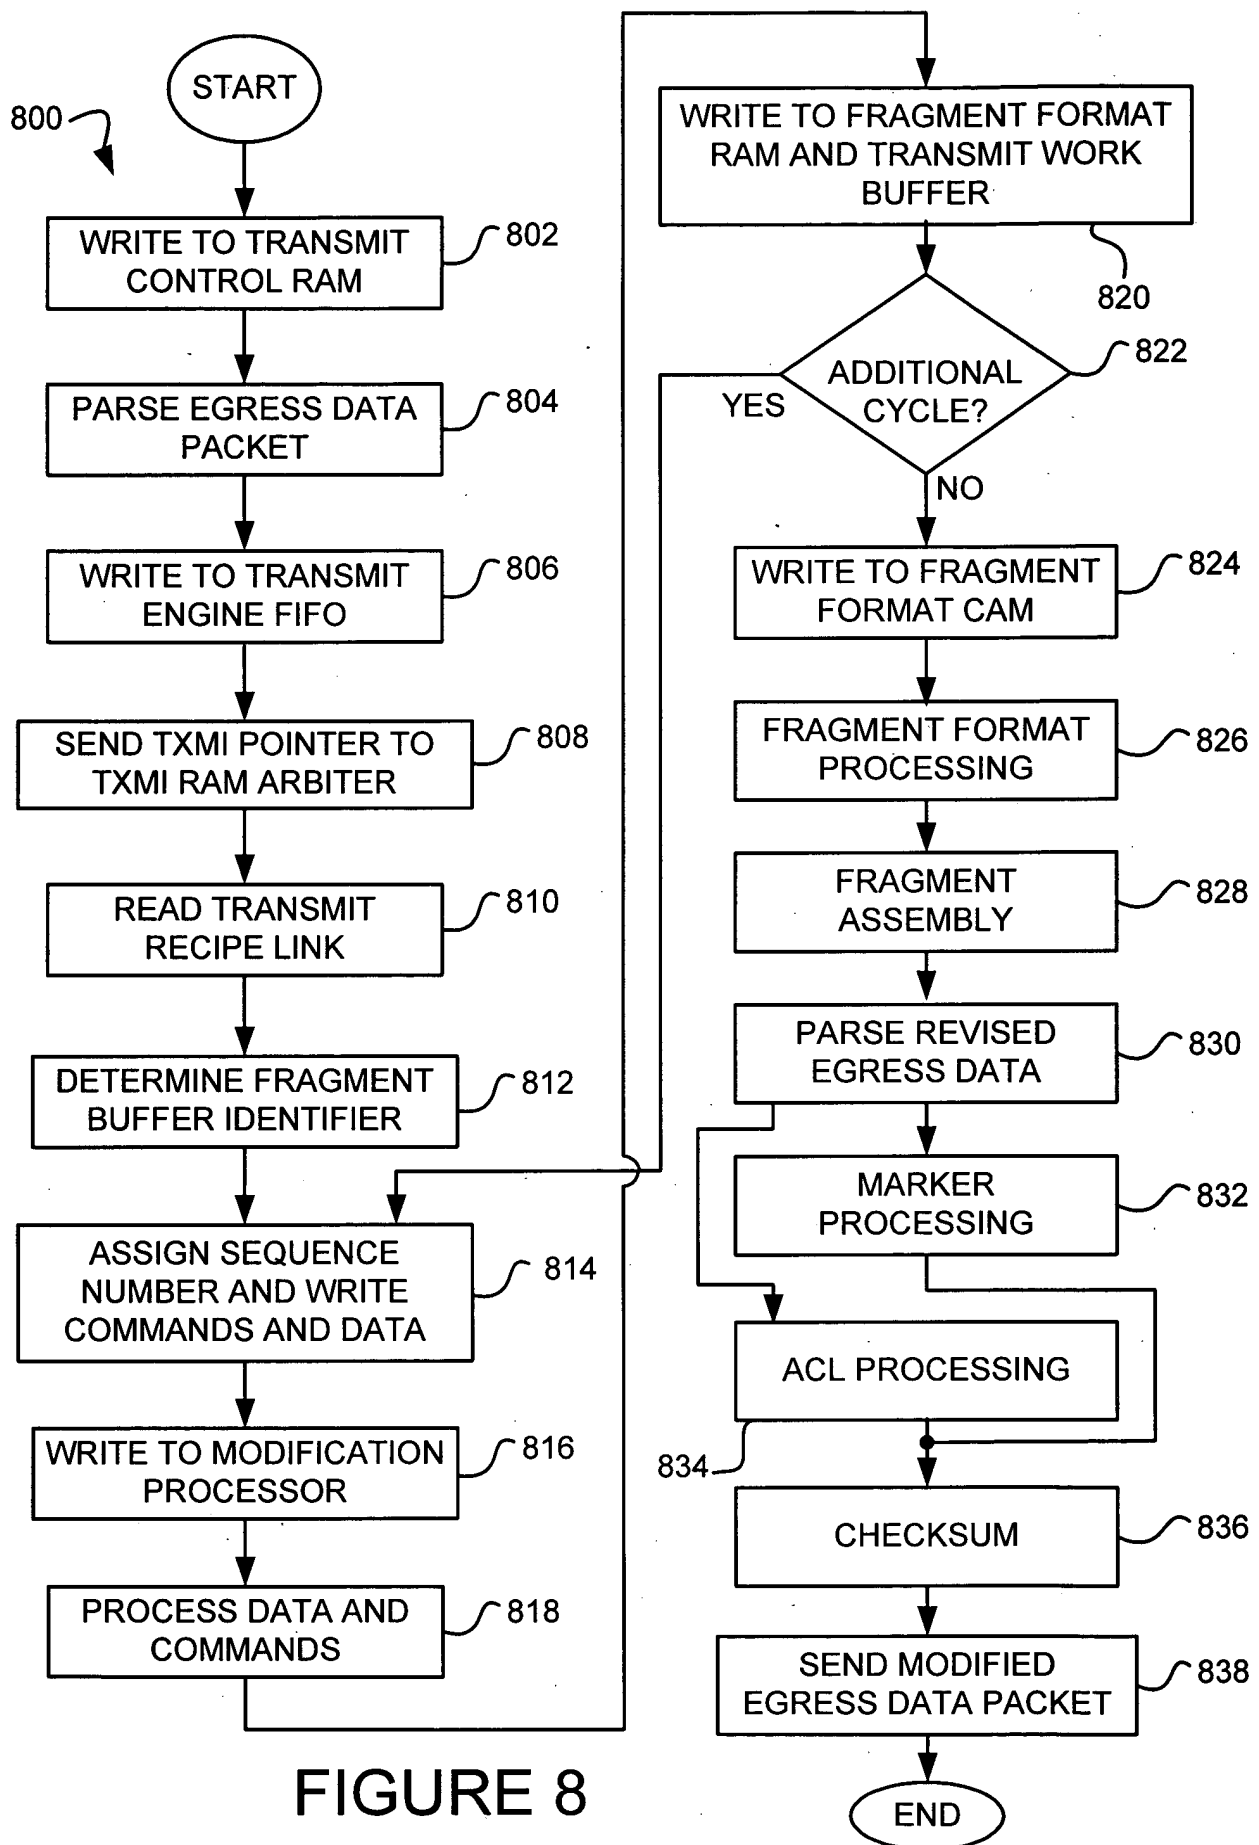 START
800
WRITE TO TRANSMIT
CONTROL RAM
802
PARSE EGRESS DATA
PACKET
804
WRITE TO TRANSMIT
ENGINE FIFO
806
SEND TXMI POINTER TO
TXMI RAM ARBITER
808
READ TRANSMIT
RECIPE LINK
810
DETERMINE FRAGMENT
BUFFER IDENTIFIER
812
ASSIGN SEQUENCE
NUMBER AND WRITE
COMMANDS AND DATA
814
WRITE TO MODIFICATION
PROCESSOR
816
PROCESS DATA AND
COMMANDS
818
WRITE TO FRAGMENT FORMAT
RAM AND TRANSMIT WORK
BUFFER
820
ADDITIONAL
CYCLE?
822
YES
NO
WRITE TO FRAGMENT
FORMAT CAM
824
FRAGMENT FORMAT
PROCESSING
826
FRAGMENT
ASSEMBLY
828
PARSE REVISED
EGRESS DATA
830
MARKER
PROCESSING
832
ACL PROCESSING
834
CHECKSUM
836
SEND MODIFIED
EGRESS DATA PACKET
838
END
FIGURE 8